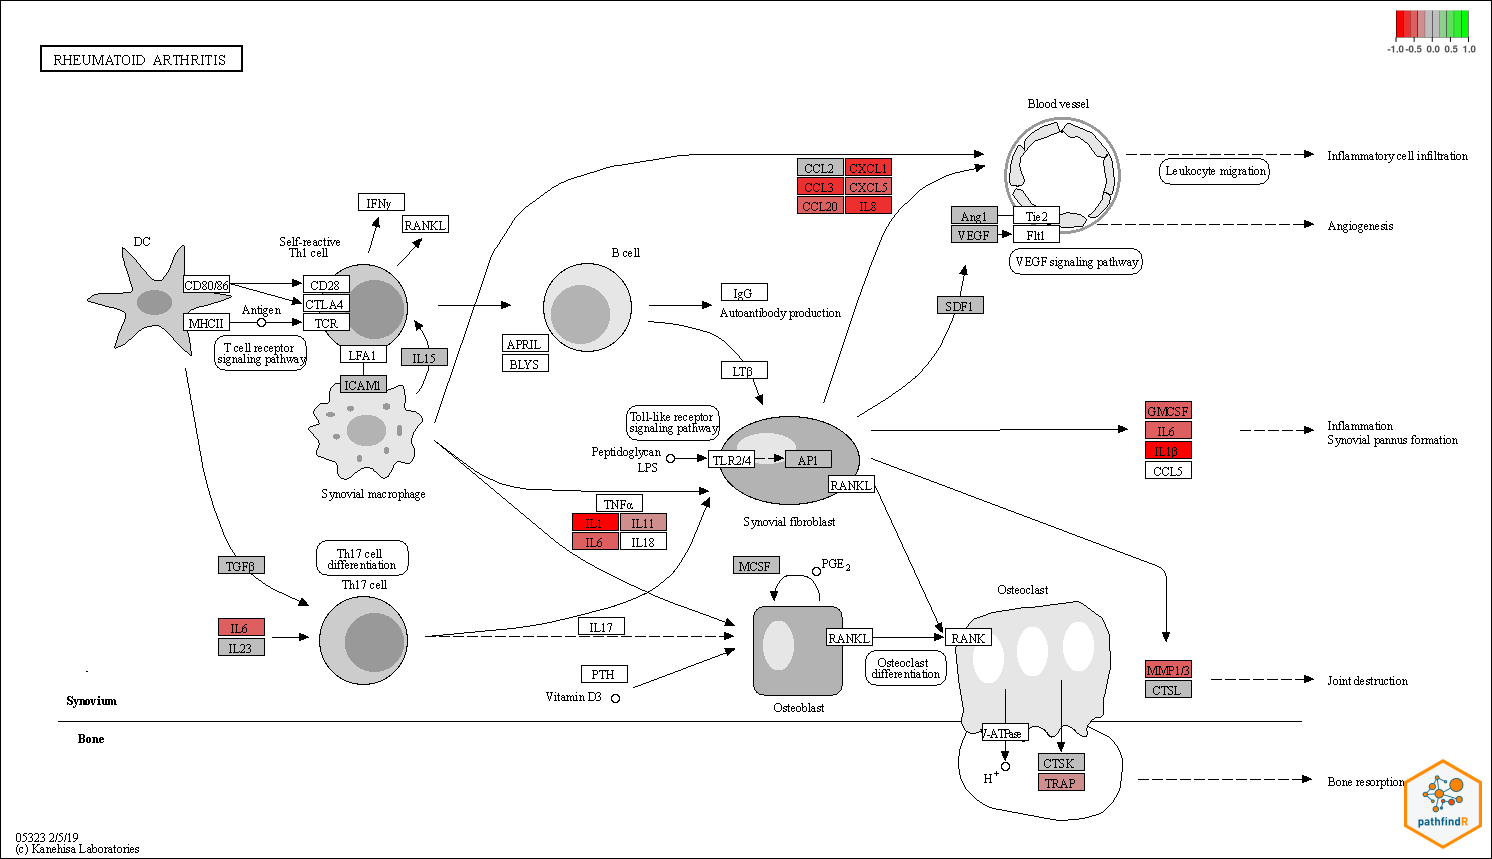 RHEUMATOID ARTHRITIS
-1.0 -0.5 0.0 0.5 1.0
Blood vessel
Inflammatory cell infiltration
Leukocyte migration
CCL2 CXCL1
CCL3 CXCL5
CCL20 IL8
IFNγ
RANKL
Ang1 Tie2
VEGF Flt1
Angiogenesis
VEGF signaling pathway
DC
Self-reactive
Th1 cell
B cell
CD80/86 CD28
CTLA4
Antigen
MHCII TCR
T cell receptor
signaling pathway
LFA1
IL15
ICAM1
IgG
Autoantibody production
SDF1
APRIL
BLYS
LTβ
Toll-like receptor
signaling pathway
Peptidoglycan
LPS
TLR2/4 AP1
RANKL
Synovial fibroblast
GMCSF
IL6
IL1β
CCL5
Inflammation
Synovial pannus formation
Synovial macrophage
TNFα
IL1 IL11
IL6 IL18
Th17 cell
differentiation
Th17 cell
TGFβ
IL6
IL23
MCSF
PGE2
Osteoclast
IL17
RANKL RANK
Osteoclast
differentiation
PTH
Vitamin D3
Osteoblast
MMP1/3
CTSL
Joint destruction
Synovium
Bone
V-ATPase
H+
CTSK
TRAP
Bone resorption
pathfindR
05323 2/5/19
(c) Kanehisa Laboratories